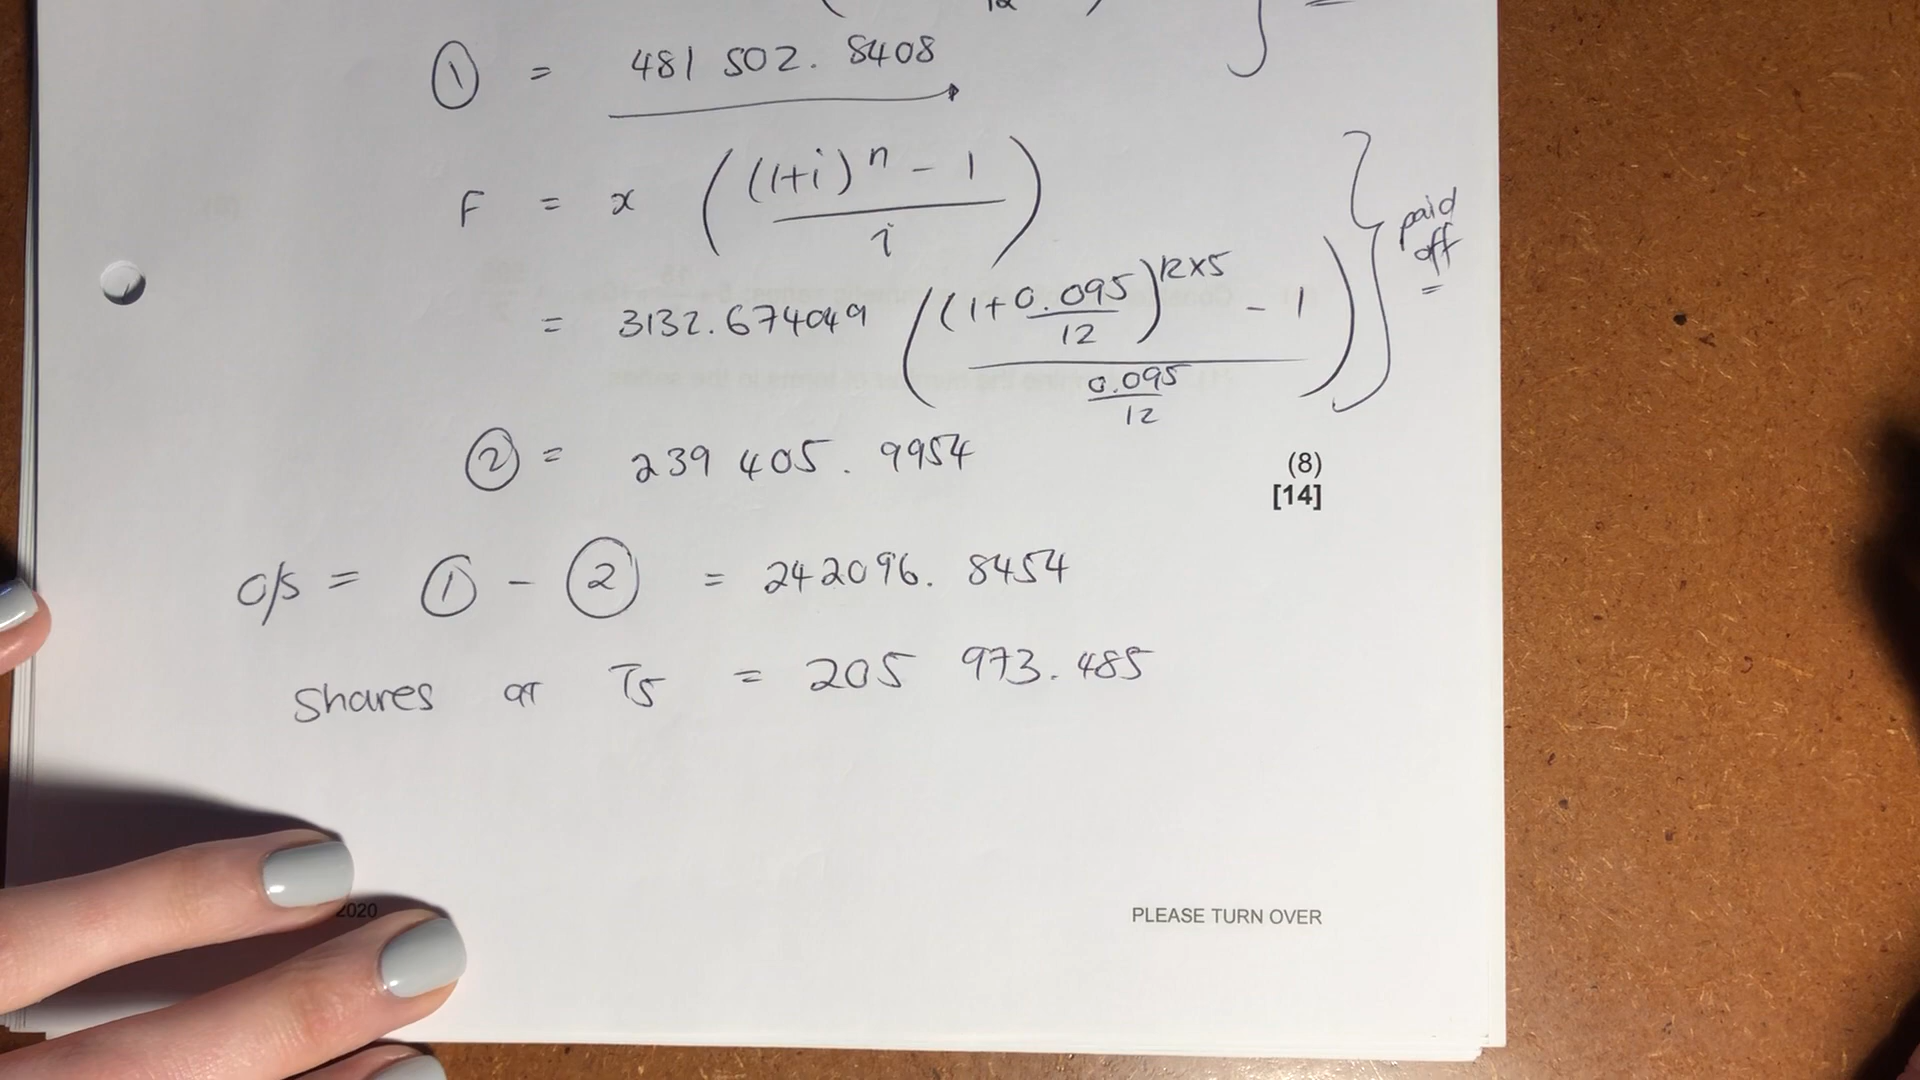 12
① = 481 502. 8408
F = x ( (1+i)^n - 1 / i )
paid off
= 3132.674049 ( (1+0.095/12)^12x5 - 1 / 0.095/12 )
② = 239 405. 9954
(8)
[14]
o/s = ① - ② = 242096. 8454
Shares at T5 = 205 973.485
2020
PLEASE TURN OVER